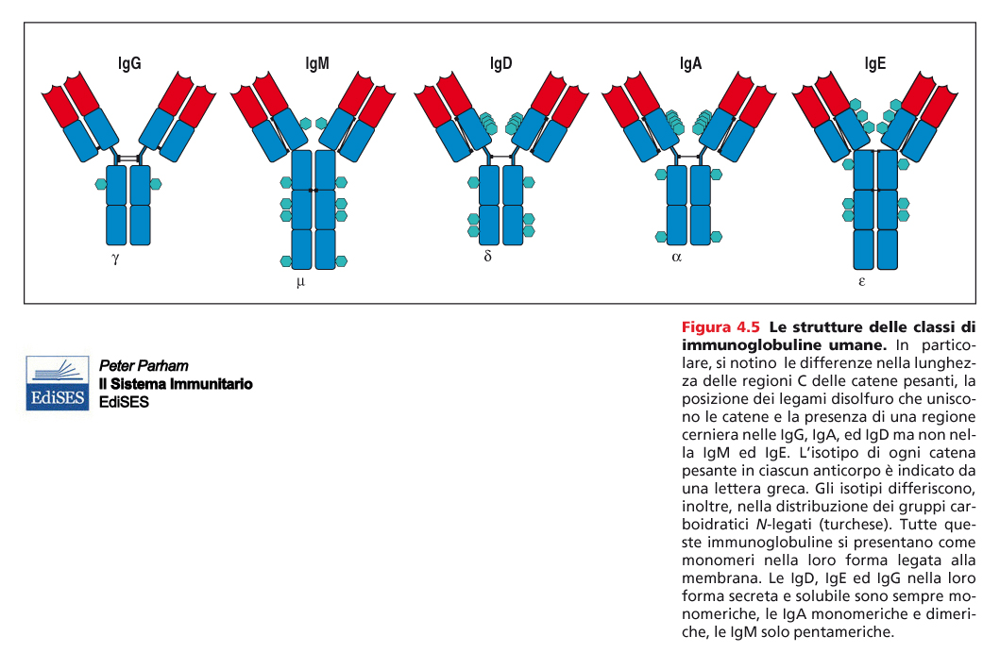 IgG IgM IgD IgA IgE
γ
μ
δ
α
ε
Figura 4.5 Le strutture delle classi di
immunoglobuline umane. In partico-
lare, si notino le differenze nella lunghez-
za delle regioni C delle catene pesanti, la
posizione dei legami disolfuro che unisco-
no le catene e la presenza di una regione
cerniera nelle IgG, IgA, ed IgD ma non nel-
la IgM ed IgE. L'isotipo di ogni catena
pesante in ciascun anticorpo è indicato da
una lettera greca. Gli isotipi differiscono,
inoltre, nella distribuzione dei gruppi car-
boidratici N-legati (turchese). Tutte que-
ste immunoglobuline si presentano come
monomeri nella loro forma legata alla
membrana. Le IgD, IgE ed IgG nella loro
forma secreta e solubile sono sempre mo-
nomeriche, le IgA monomeriche e dimeri-
che, le IgM solo pentameriche.
EdiSES
Peter Parham
Il Sistema Immunitario
EdiSES